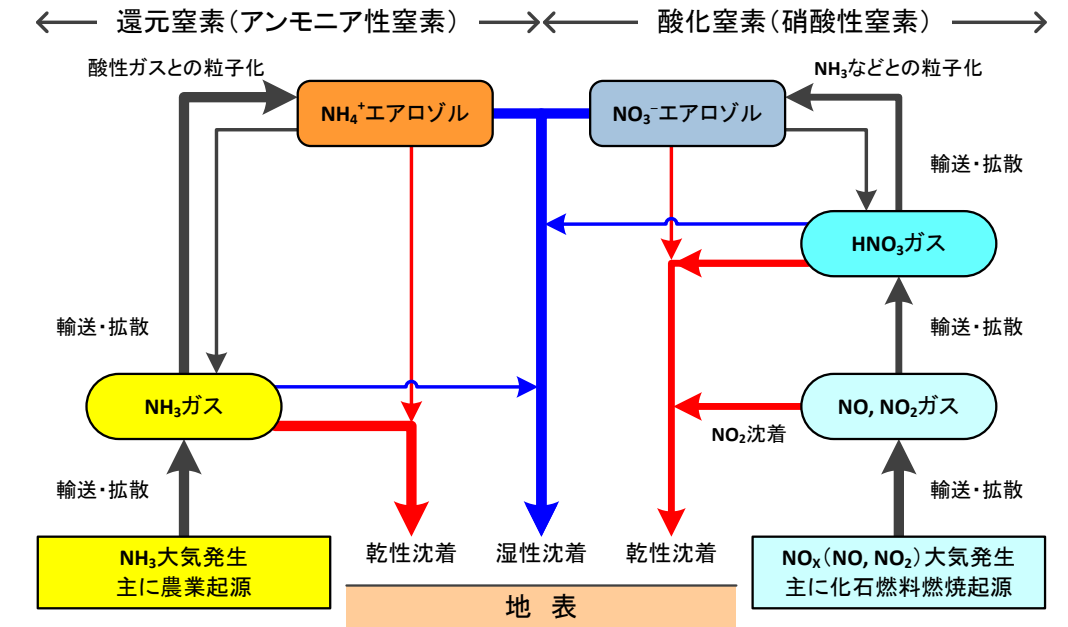 還元窒素(アンモニア性窒素)
酸化窒素(硝酸性窒素)
酸性ガスとの粒子化
NH₃などとの粒子化
NH₄⁺エアロゾル
NO₃⁻エアロゾル
輸送・拡散
HNO₃ガス
輸送・拡散
輸送・拡散
NH₃ガス
NO, NO₂ガス
NO₂沈着
輸送・拡散
輸送・拡散
NH₃大気発生
主に農業起源
乾性沈着
湿性沈着
乾性沈着
NOₓ(NO, NO₂)大気発生
主に化石燃料燃焼起源
地 表